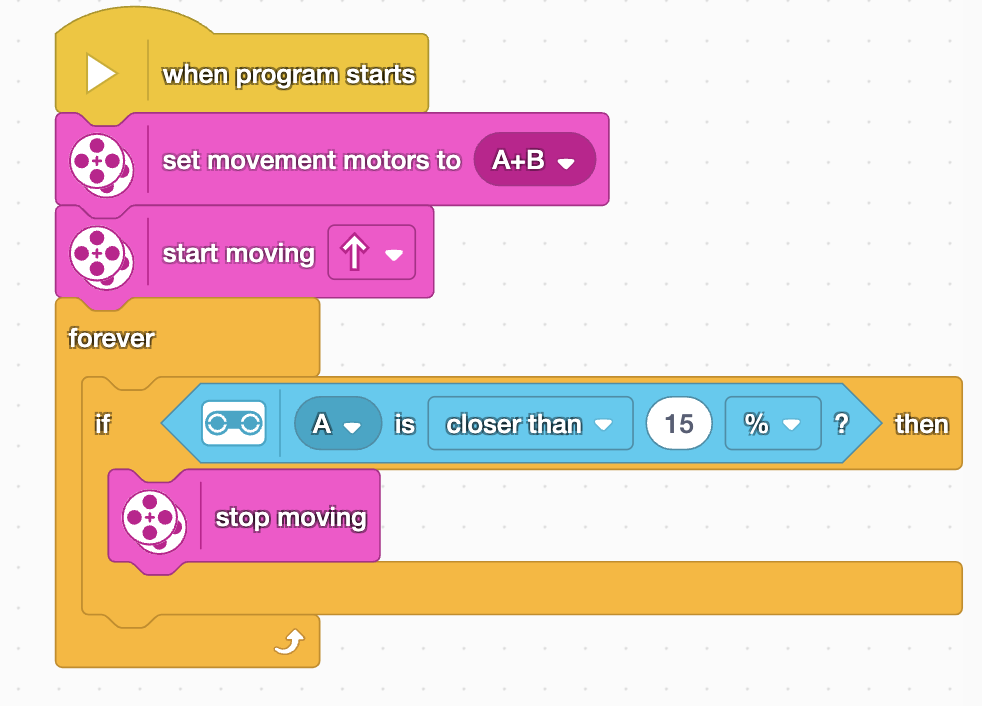 when program starts
set movement motors to A+B
start moving
forever
if A is closer than 15 % ? then
stop moving